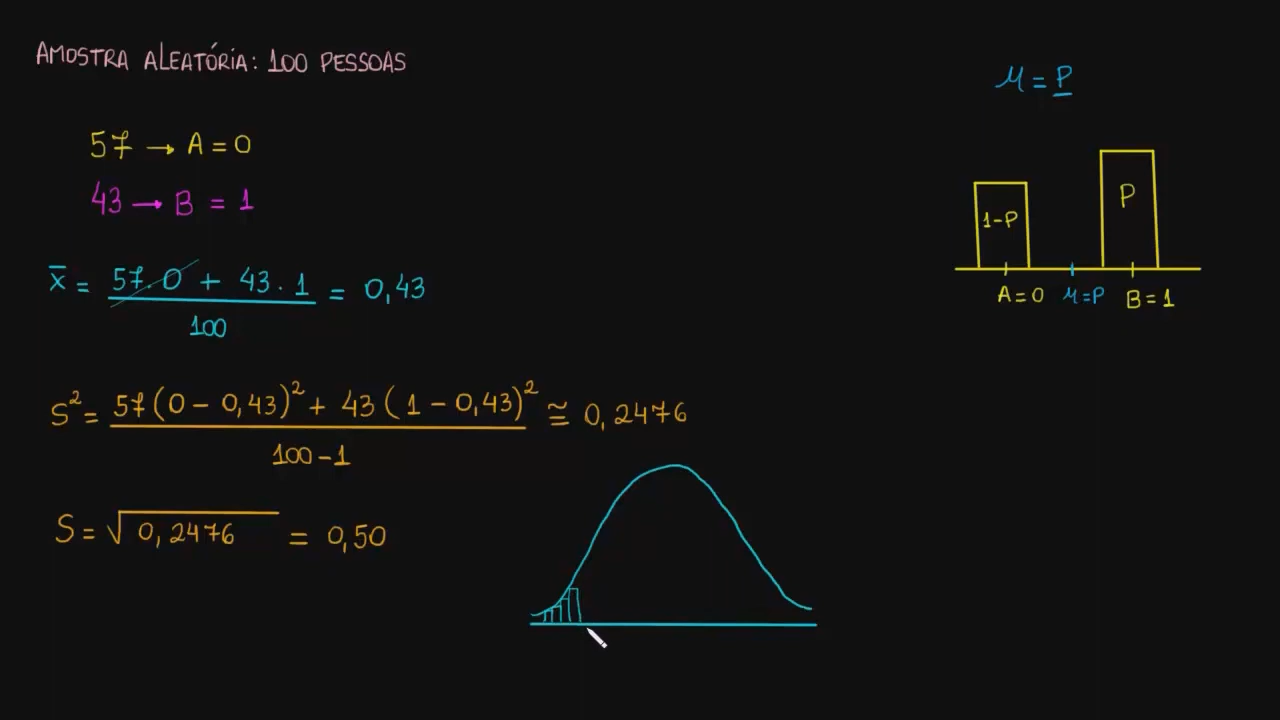 AMOSTRA ALEATÓRIA: 100 PESSOAS
57 → A = 0
43 → B = 1
x̄ = 57.0 + 43.1 = 0,43
100
S² = 57(0 - 0,43)² + 43(1 - 0,43)² ≅ 0,2476
100 - 1
S = √0,2476 = 0,50
μ = P
1-P
P
A=0 μ=P B=1